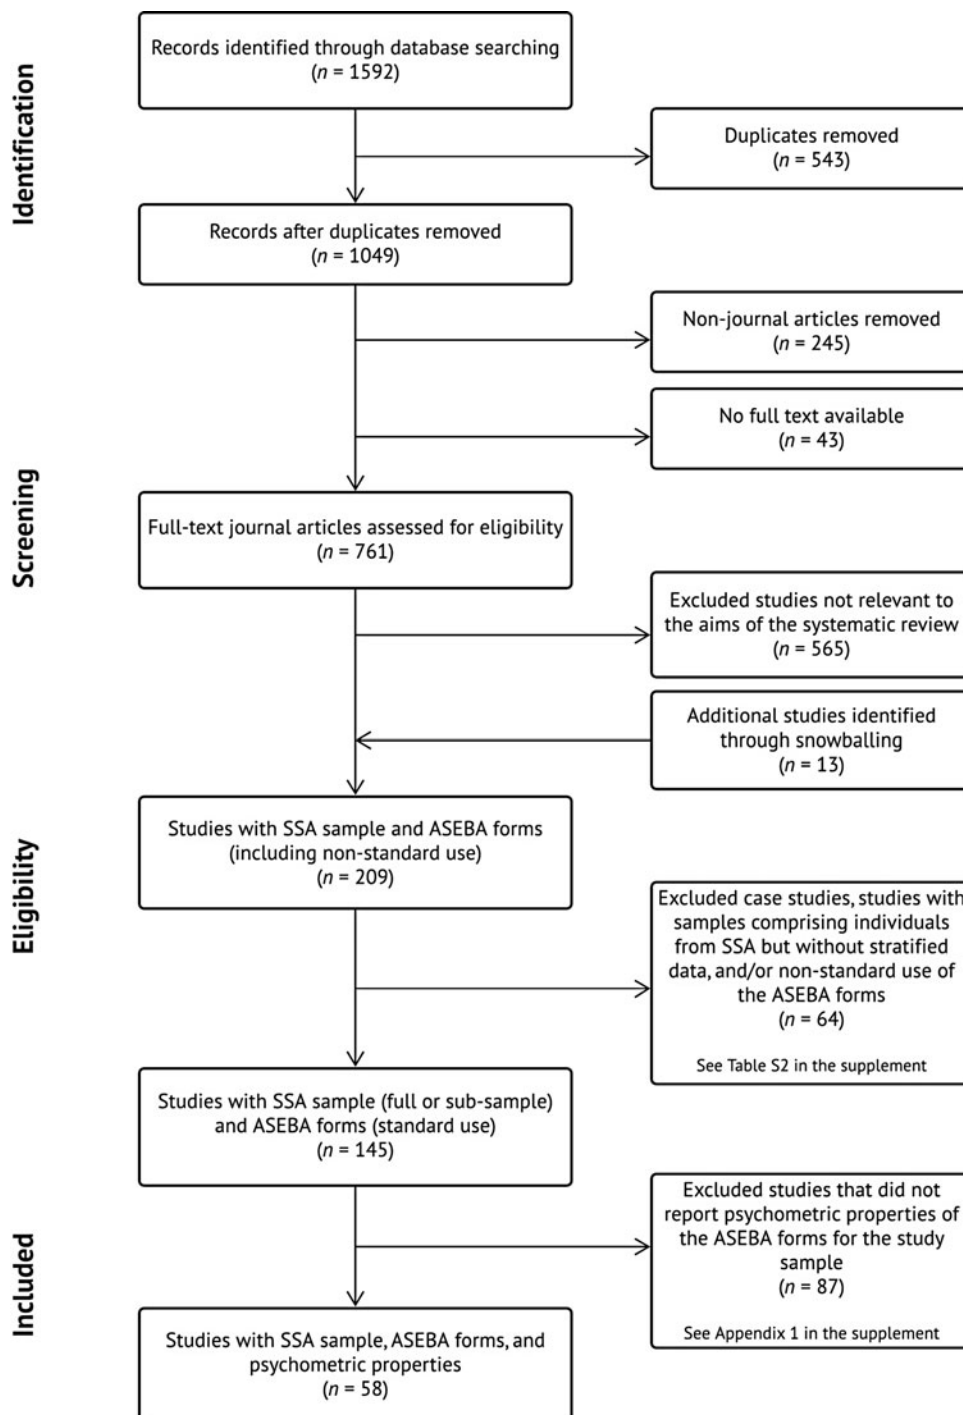 Identification
Records identified through database searching
(n = 1592)
Duplicates removed
(n = 543)
Records after duplicates removed
(n = 1049)
Non-journal articles removed
(n = 245)
No full text available
(n = 43)
Screening
Full-text journal articles assessed for eligibility
(n = 761)
Excluded studies not relevant to
the aims of the systematic review
(n = 565)
Additional studies identified
through snowballing
(n = 13)
Eligibility
Studies with SSA sample and ASEBA forms
(including non-standard use)
(n = 209)
Excluded case studies, studies with
samples comprising individuals
from SSA but without stratified
data, and/or non-standard use of
the ASEBA forms
(n = 64)
See Table S2 in the supplement
Studies with SSA sample (full or sub-sample)
and ASEBA forms (standard use)
(n = 145)
Excluded studies that did not
report psychometric properties of
the ASEBA forms for the study
sample
(n = 87)
See Appendix 1 in the supplement
Included
Studies with SSA sample, ASEBA forms, and
psychometric properties
(n = 58)